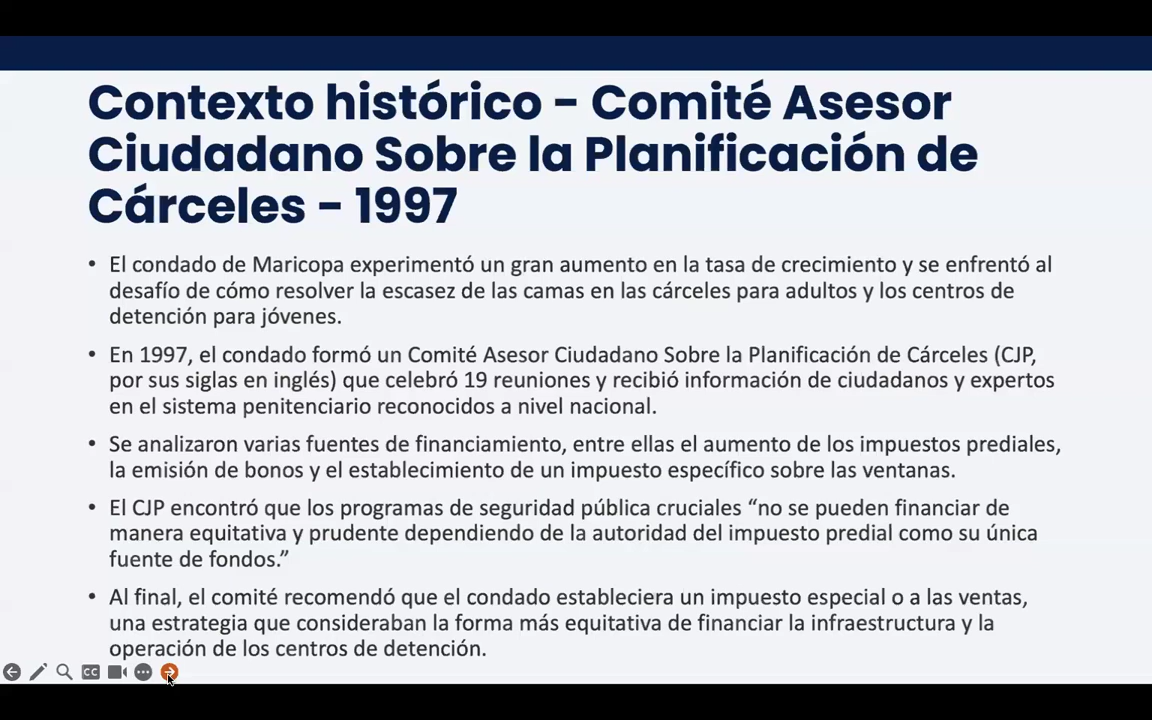 Contexto histórico - Comité Asesor
Ciudadano Sobre la Planificación de
Cárceles - 1997
• El condado de Maricopa experimentó un gran aumento en la tasa de crecimiento y se enfrentó al
desafío de cómo resolver la escasez de las camas en las cárceles para adultos y los centros de
detención para jóvenes.
• En 1997, el condado formó un Comité Asesor Ciudadano Sobre la Planificación de Cárceles (CJP,
por sus siglas en inglés) que celebró 19 reuniones y recibió información de ciudadanos y expertos
en el sistema penitenciario reconocidos a nivel nacional.
• Se analizaron varias fuentes de financiamiento, entre ellas el aumento de los impuestos prediales,
la emisión de bonos y el establecimiento de un impuesto específico sobre las ventanas.
• El CJP encontró que los programas de seguridad pública cruciales “no se pueden financiar de
manera equitativa y prudente dependiendo de la autoridad del impuesto predial como su única
fuente de fondos.”
• Al final, el comité recomendó que el condado estableciera un impuesto especial o a las ventas,
una estrategia que consideraban la forma más equitativa de financiar la infraestructura y la
operación de los centros de detención.
CC